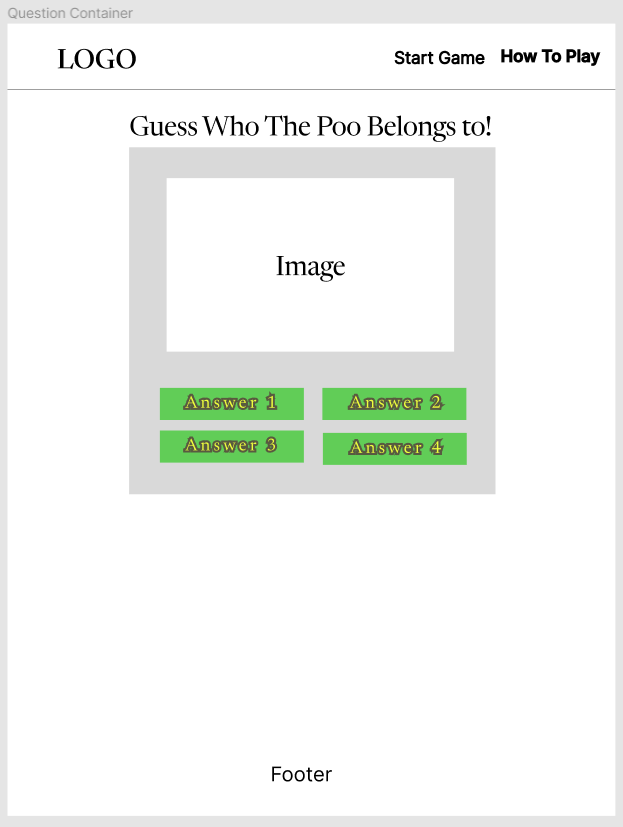 Question Container
LOGO
Start Game
How To Play
Guess Who The Poo Belongs to!
Image
Answer 1
Answer 2
Answer 3
Answer 4
Footer